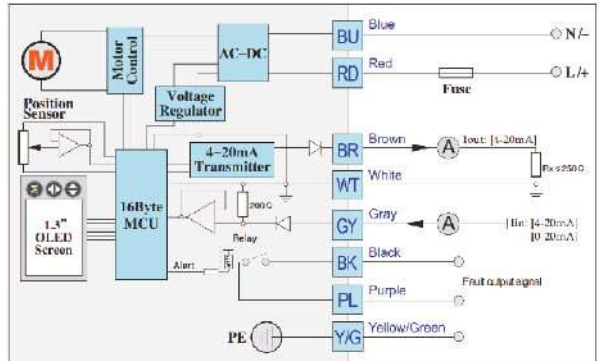 M
Motor Control
AC-DC
Voltage Regulator
Position Sensor
4-20mA Transmitter
16Byte MCU
1.3" OLED Screen
M
200Ω
Relay
Alert
PE
BU
Blue
N/-
RD
Red
L/+
Fuse
BR
Brown
A
Iout: [4-20mA]
Rx≤250Ω
WT
White
GY
Gray
A
Iin: [4-20mA]
[0-20mA]
BK
Black
Fault output signal
PL
Purple
Y/G
Yellow/Green